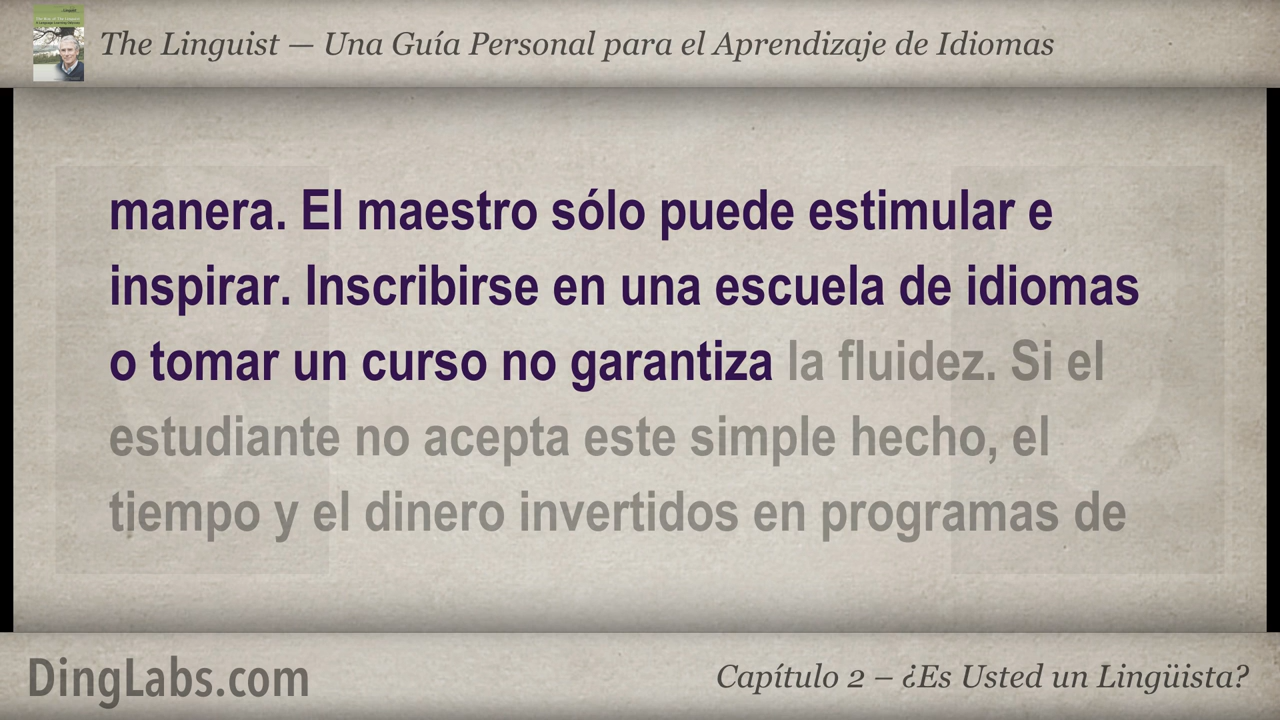 The Linguist — Una Guía Personal para el Aprendizaje de Idiomas
manera. El maestro sólo puede estimular e
inspirar. Inscribirse en una escuela de idiomas
o tomar un curso no garantiza la fluidez. Si el
estudiante no acepta este simple hecho, el
tiempo y el dinero invertidos en programas de
DingLabs.com
Capítulo 2 – ¿Es Usted un Lingüista?